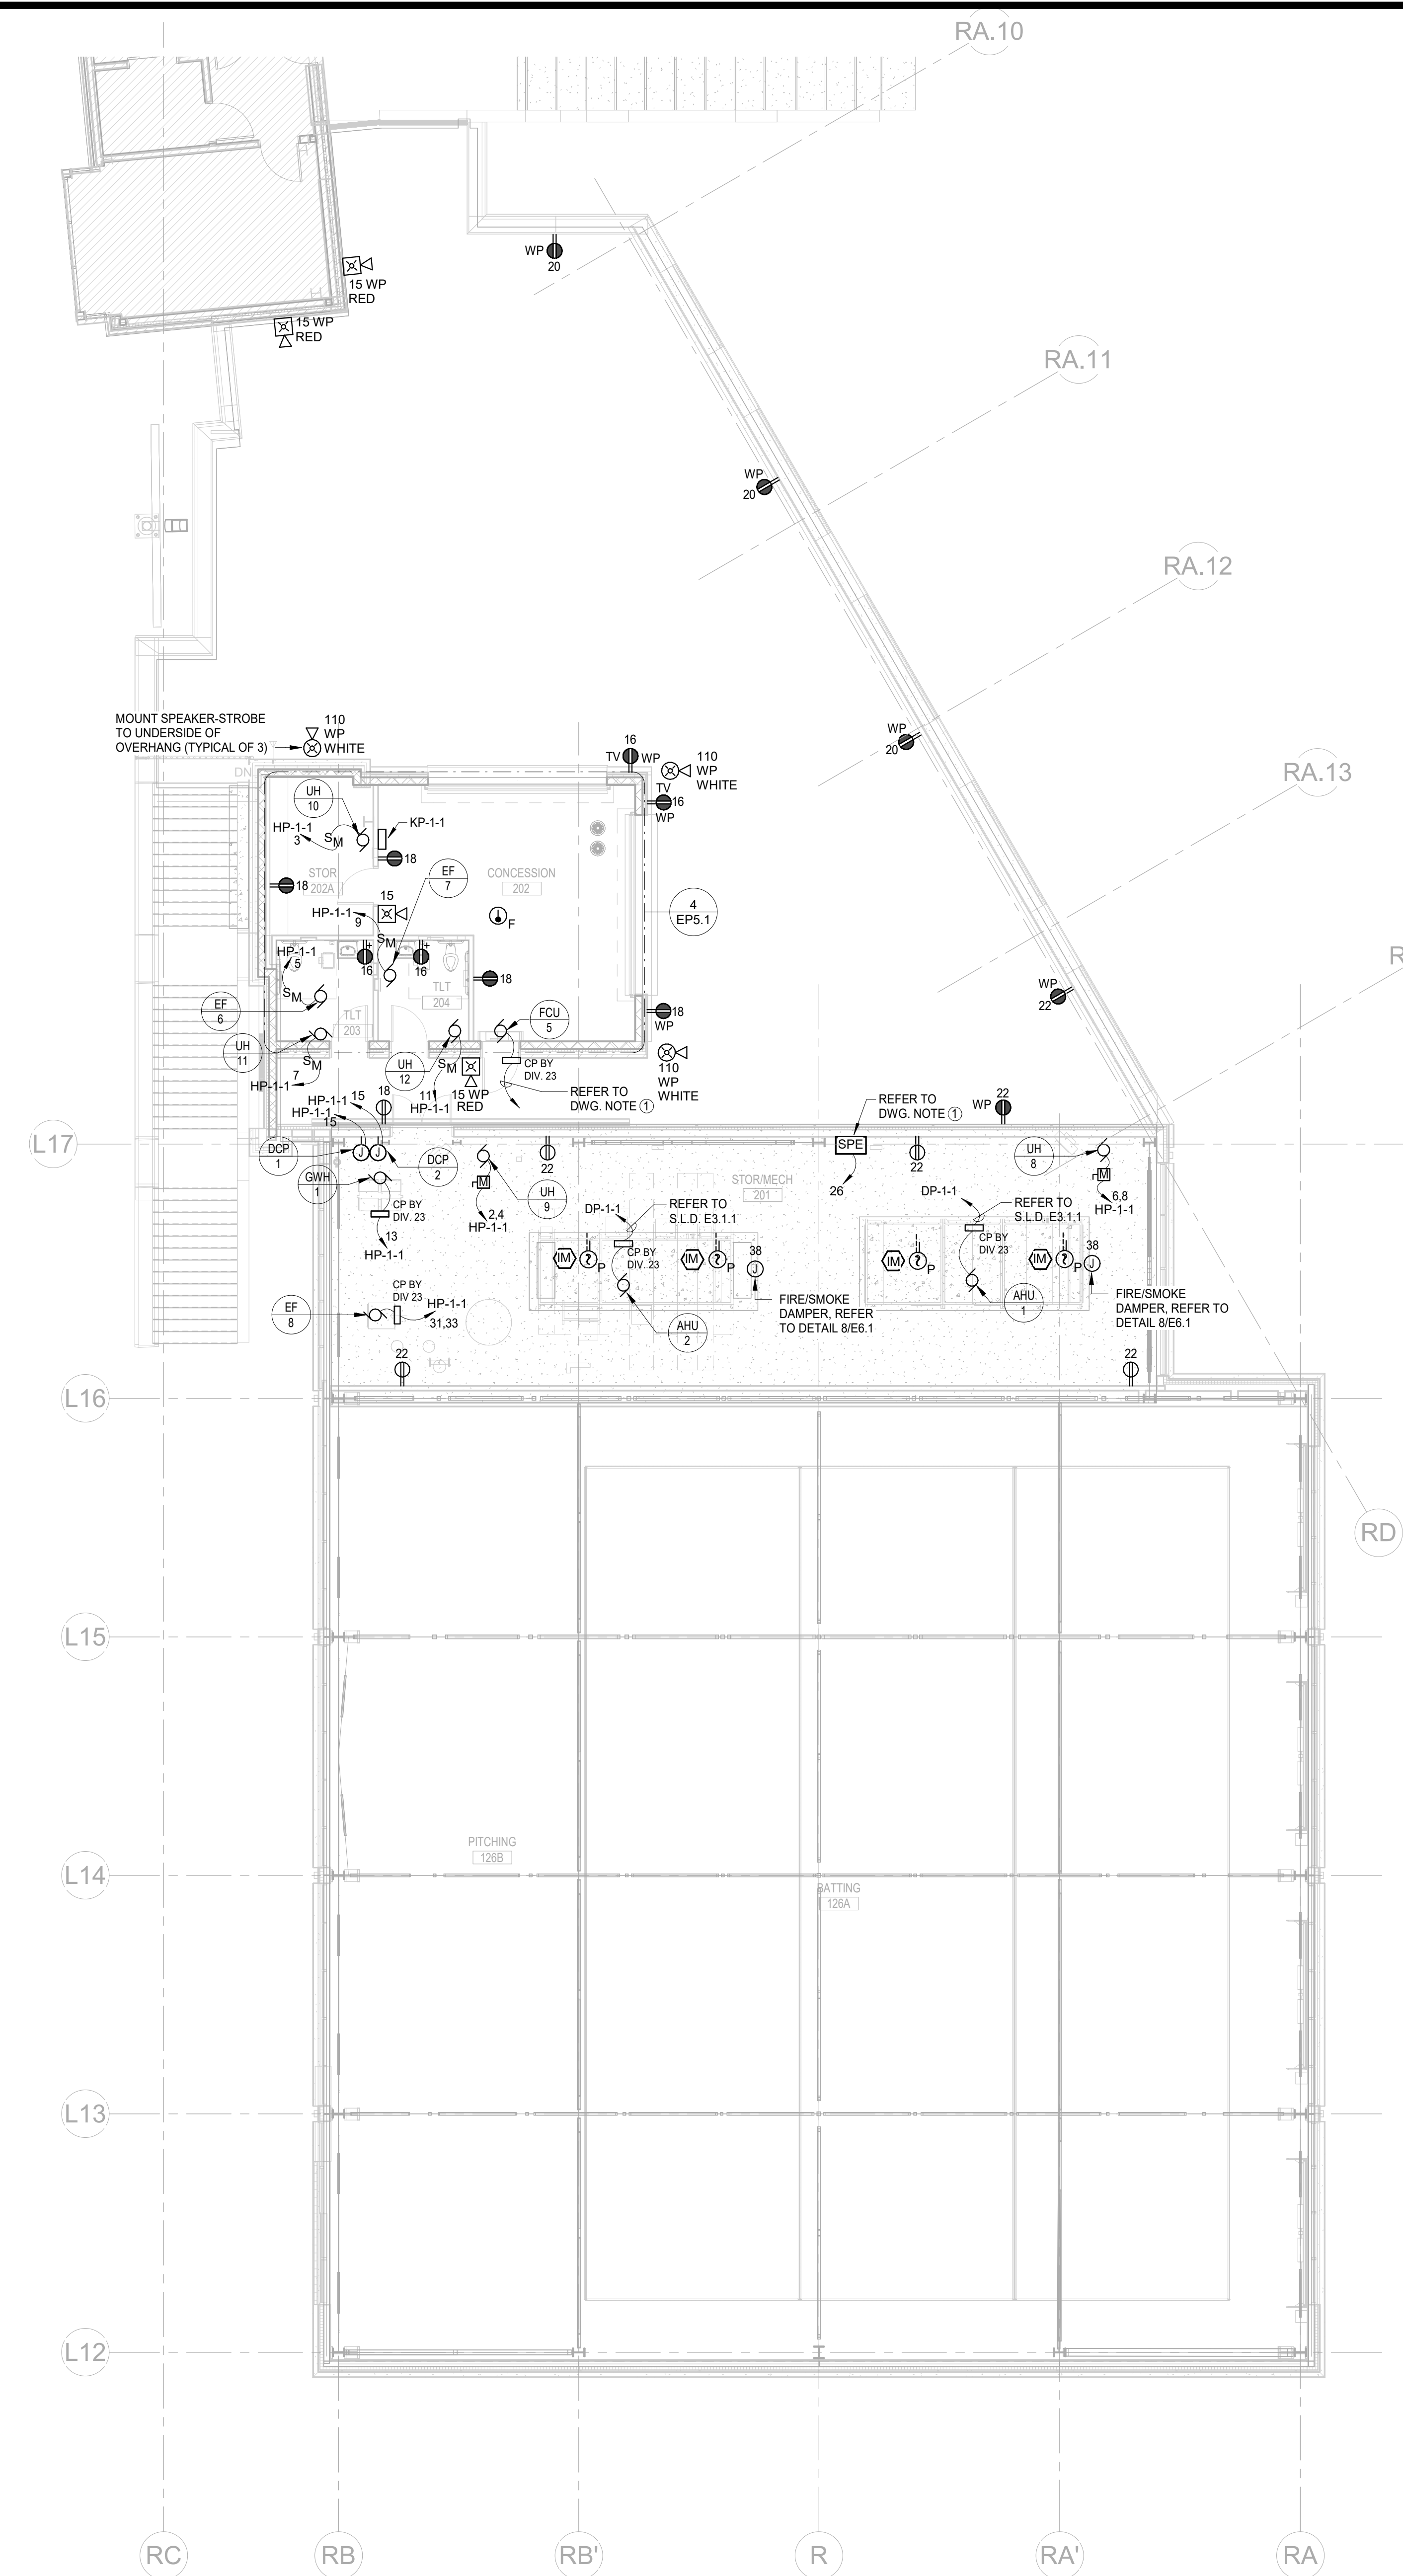 RA.10
WP
20
15 WP
RED
15 WP
RED
RA.11
WP
20
RA.12
WP
20
RA.13
MOUNT SPEAKER-STROBE
TO UNDERSIDE OF
OVERHANG (TYPICAL OF 3)
110
WP
WHITE
16
TV WP
110
WP
WHITE
TV
16
WP
DN
UH
10
HP-1-1
3
SM
KP-1-1
18
STOR
202A
18
EF
7
CONCESSION
202
15
HP-1-1
9
F
4
EP5.1
SM
HP-1-1
5
16
16
SM
18
TLT
204
WP
22
R
EF
6
TLT
203
FCU
5
18
WP
UH
11
SM
7
HP-1-1
UH
12
SM
11
HP-1-1
15 WP
RED
CP BY
DIV. 23
REFER TO
DWG. NOTE 1
110
WP
WHITE
18
HP-1-1
15
HP-1-1
15
REFER TO
DWG. NOTE 1
WP
22
L17
DCP
1
J
J
DCP
2
22
SPE
22
UH
8
GWH
1
M
UH
9
STOR/MECH
201
26
M
CP BY
DIV. 23
2,4
HP-1-1
DP-1-1
REFER TO
S.L.D. E3.1.1
DP-1-1
REFER TO
S.L.D. E3.1.1
6,8
HP-1-1
13
HP-1-1
IM
P
CP BY
DIV. 23
IM
P
38
J
IM
P
CP BY
DIV 23
IM
P
38
J
CP BY
DIV 23
EF
8
HP-1-1
31,33
AHU
2
FIRE/SMOKE
DAMPER, REFER
TO DETAIL 8/E6.1
AHU
1
FIRE/SMOKE
DAMPER, REFER TO
DETAIL 8/E6.1
22
22
L16
RD
L15
PITCHING
126B
L14
BATTING
126A
L13
L12
RC
RB
RB'
R
RA'
RA